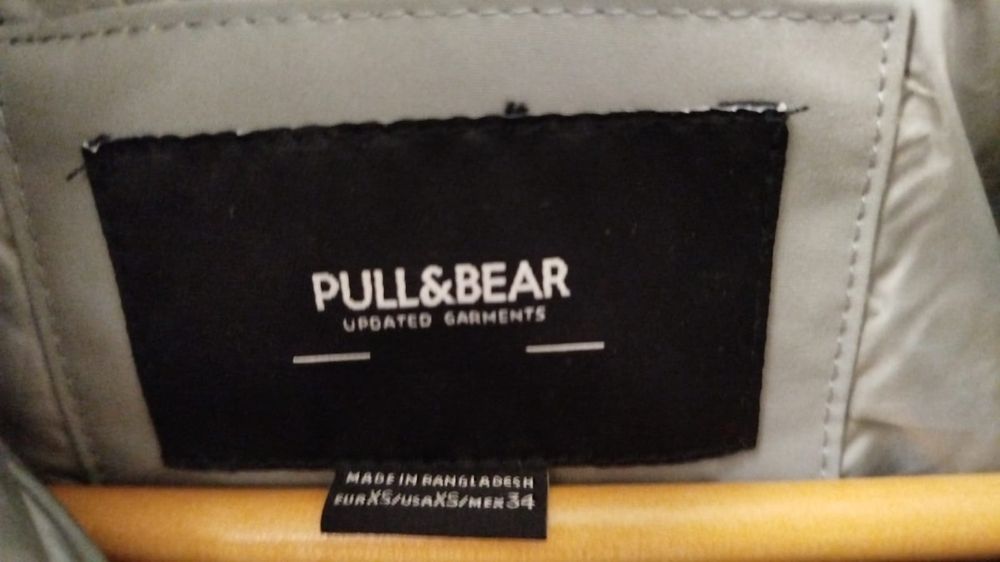 PULL&BEAR
UPDATED GARMENTS
MADE IN BANGLADESH
EUR XS/USA XS/MEX 34